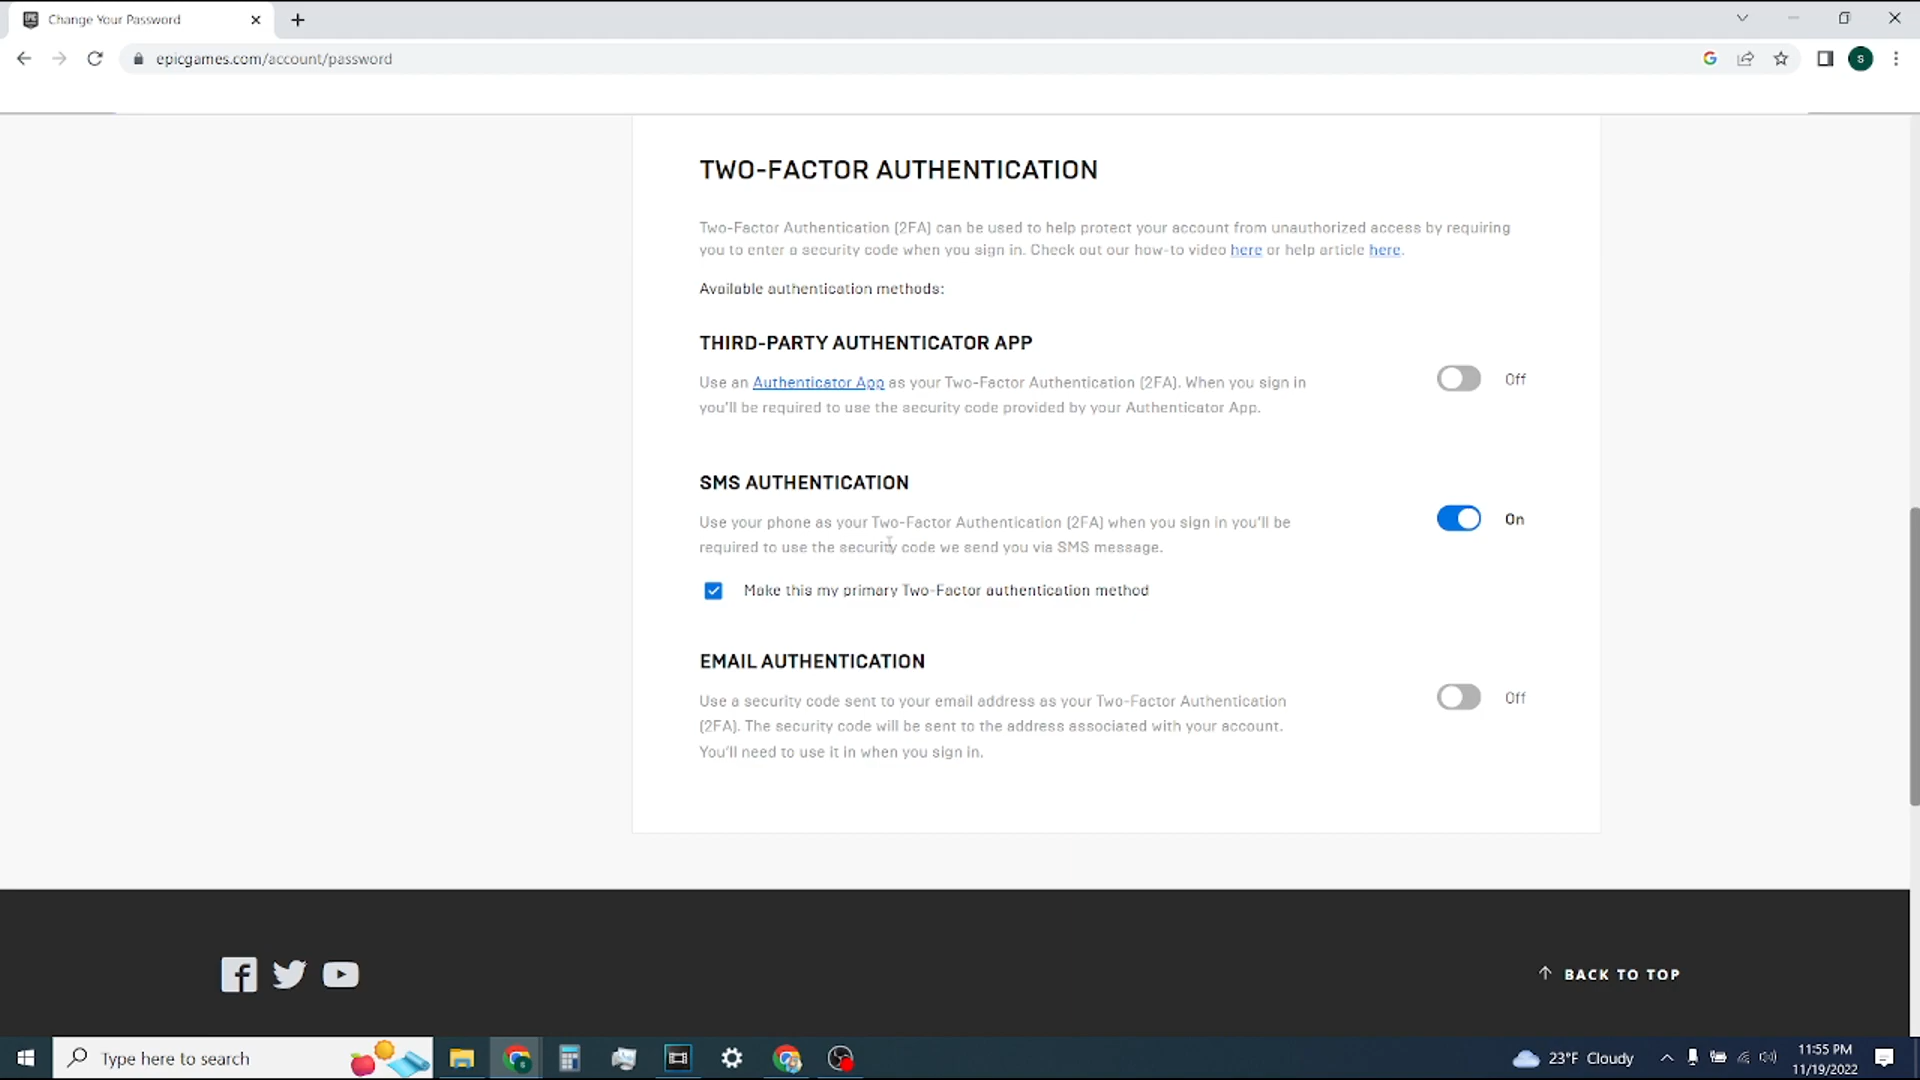 Change Your Password
epicgames.com/account/password
S
TWO-FACTOR AUTHENTICATION
Two-Factor Authentication (2FA) can be used to help protect your account from unauthorized access by requiring
you to enter a security code when you sign in. Check out our how-to video here or help article here.
Available authentication methods:
THIRD-PARTY AUTHENTICATOR APP
Use an Authenticator App as your Two-Factor Authentication (2FA). When you sign in
you'll be required to use the security code provided by your Authenticator App.
Off
SMS AUTHENTICATION
Use your phone as your Two-Factor Authentication (2FA) when you sign in you'll be
required to use the security code we send you via SMS message.
On
Make this my primary Two-Factor authentication method
EMAIL AUTHENTICATION
Use a security code sent to your email address as your Two-Factor Authentication
(2FA). The security code will be sent to the address associated with your account.
You'll need to use it in when you sign in.
Off
BACK TO TOP
Type here to search
23°F Cloudy
11:55 PM
11/19/2022